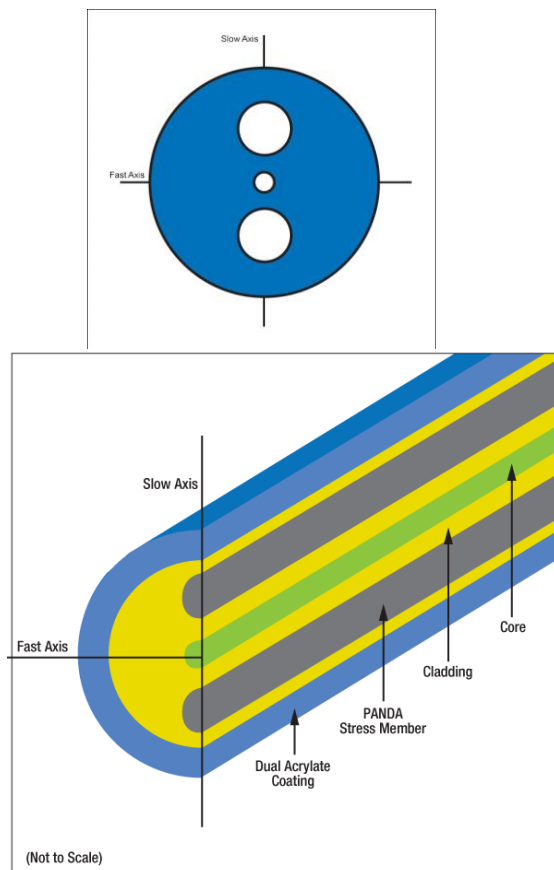 Slow Axis
Fast Axis
Slow Axis
Fast Axis
Core
Cladding
PANDA
Stress Member
Dual Acrylate
Coating
(Not to Scale)